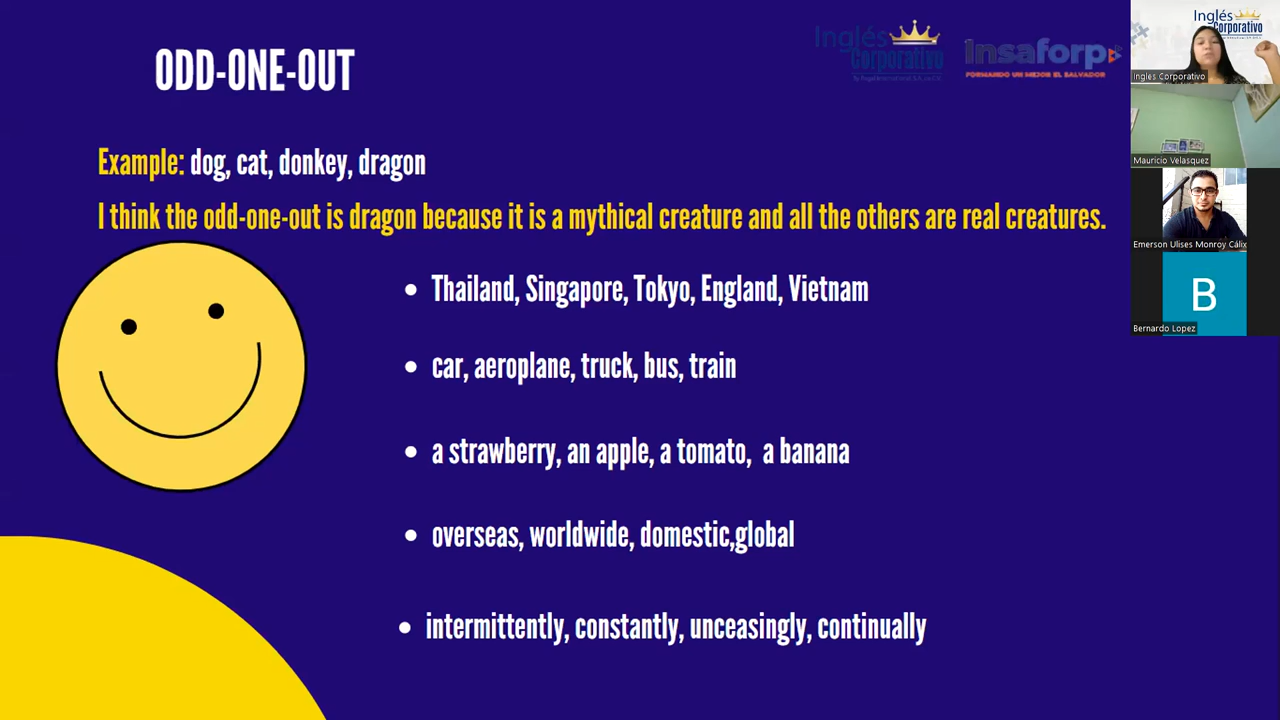 ODD-ONE-OUT
Inglés
Corporativo
Insaforp
FORMANDO UN MEJOR EL SALVADOR
Example: dog, cat, donkey, dragon
I think the odd-one-out is dragon because it is a mythical creature and all the others are real creatures.
Thailand, Singapore, Tokyo, England, Vietnam
car, aeroplane, truck, bus, train
a strawberry, an apple, a tomato, a banana
overseas, worldwide, domestic,global
intermittently, constantly, unceasingly, continually
Inglés
Corporativo
Ingles Corporativo
Mauricio Velasquez
Emerson Ulises Monroy Cálix
B
Bernardo Lopez